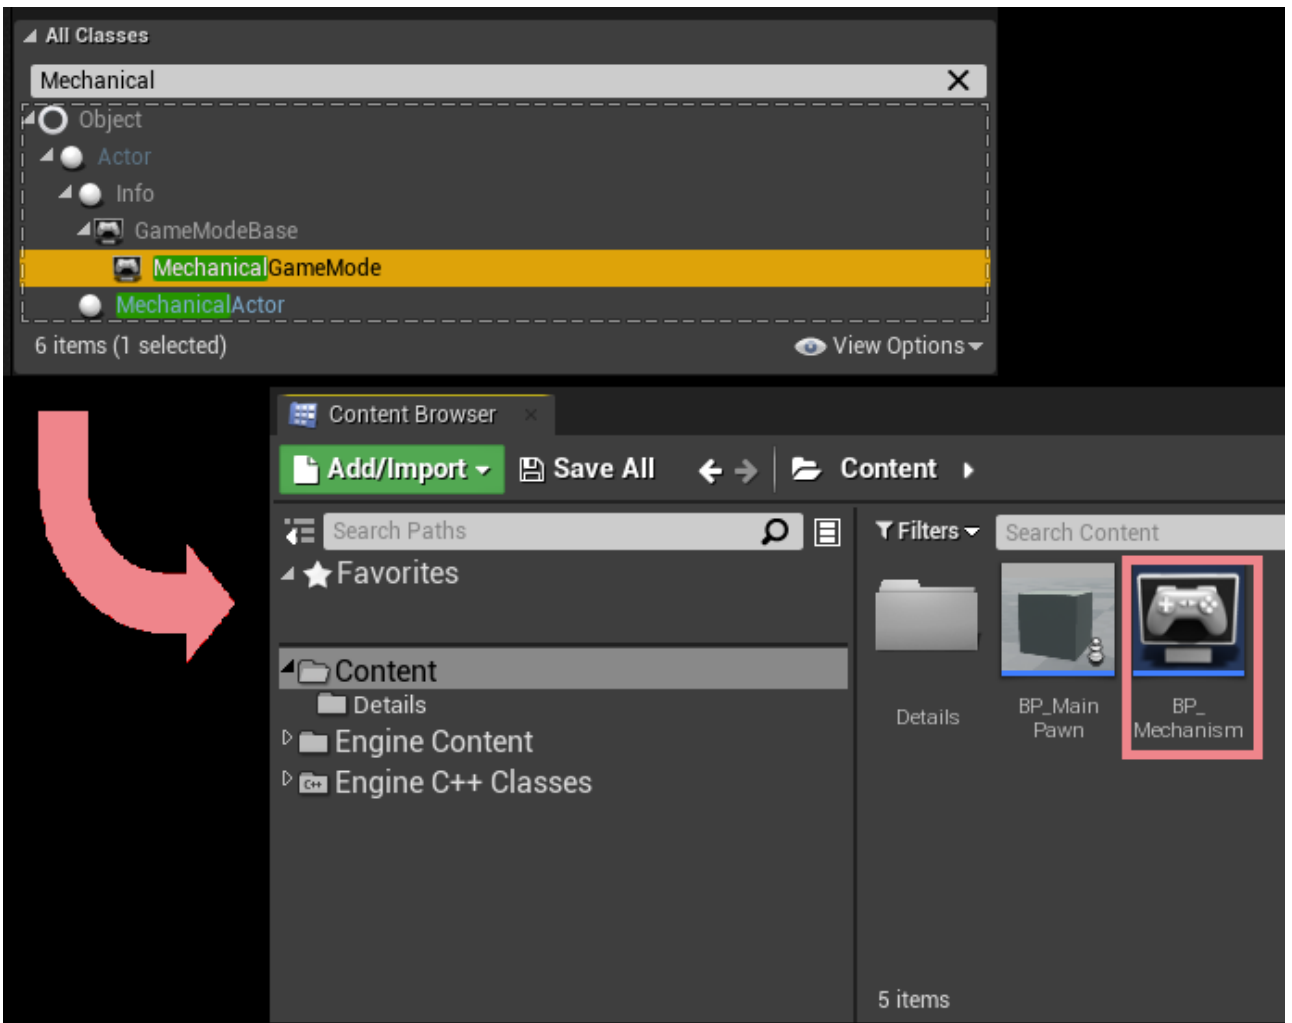 All Classes
Mechanical
Object
Actor
Info
GameModeBase
MechanicalGameMode
MechanicalActor
6 items (1 selected)
View Options
Content Browser
Add/Import
Save All
Content
Search Paths
Filters
Search Content
Favorites
Content
Details
Engine Content
C++
Engine C++ Classes
Details
BP_Main
Pawn
BP_
Mechanism
5 items